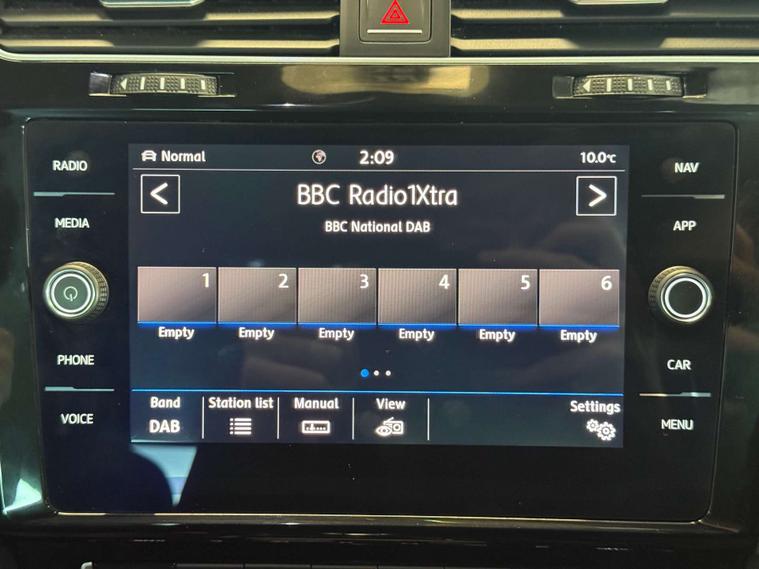 RADIO
MEDIA
PHONE
VOICE
Normal
2:09
10.0°C
<
BBC Radio1Xtra
>
BBC National DAB
1 2 3 4 5 6
Empty Empty Empty Empty Empty Empty
Band Station list Manual View Settings
DAB
NAV
APP
CAR
MENU